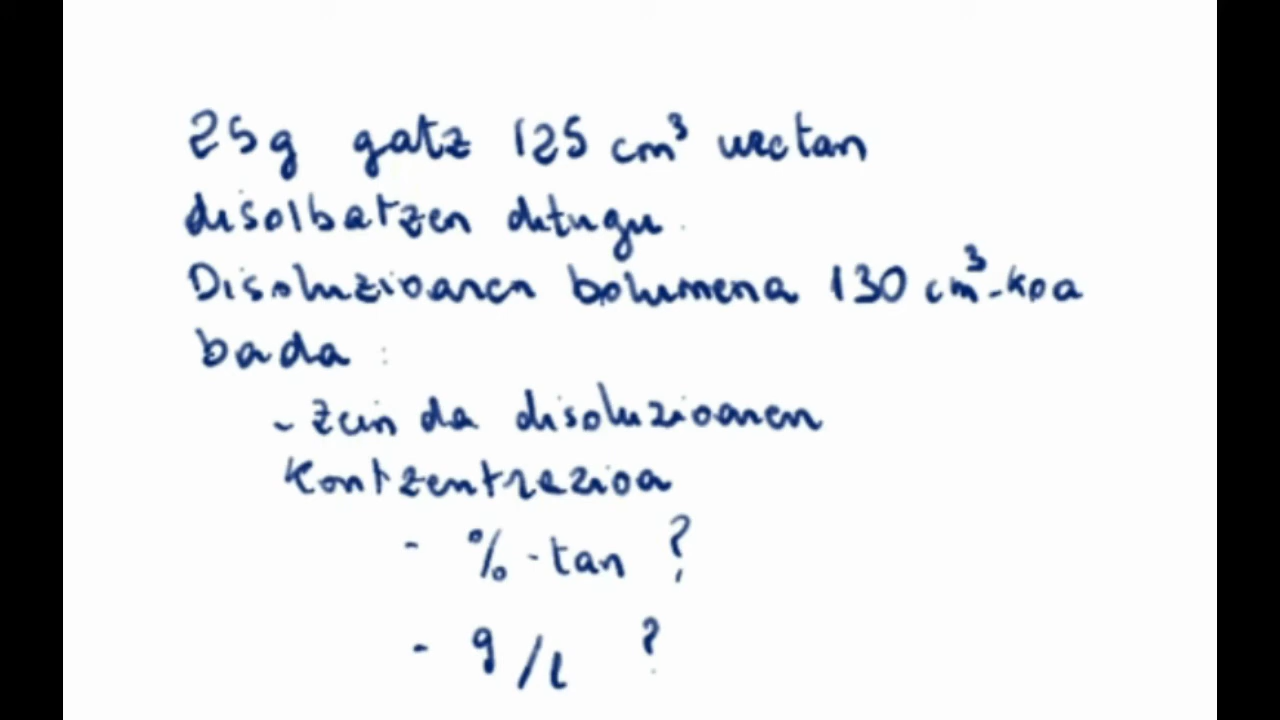 25g gatz 125 cm³ uretan
disolbatzen ditugu.
Disoluzioaren bolumena 130 cm³-koa
bada :
- zein da disoluzioaren
kontzentrazioa
- %-tan ?
- g/l ?